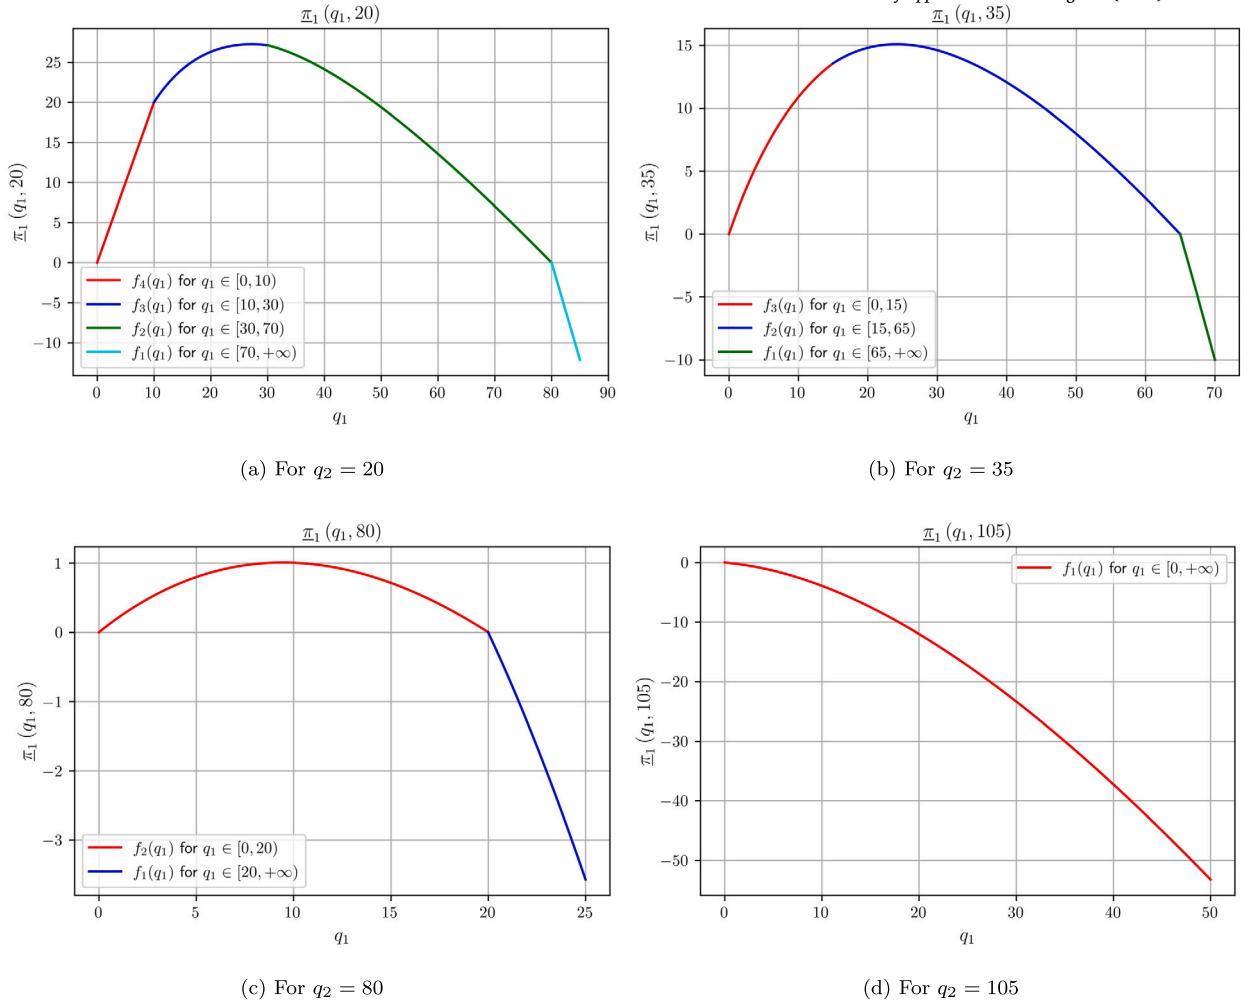 π̲₁ (q₁, 20)
25
20
15
10
5
0
−5
−10
π̲₁ (q₁, 20)
f₄(q₁) for q₁ ∈ [0, 10)
f₃(q₁) for q₁ ∈ [10, 30)
f₂(q₁) for q₁ ∈ [30, 70)
f₁(q₁) for q₁ ∈ [70, +∞)
0 10 20 30 40 50 60 70 80 90
q₁
(a) For q₂ = 20
π̲₁ (q₁, 35)
15
10
5
0
−5
−10
π̲₁ (q₁, 35)
f₃(q₁) for q₁ ∈ [0, 15)
f₂(q₁) for q₁ ∈ [15, 65)
f₁(q₁) for q₁ ∈ [65, +∞)
0 10 20 30 40 50 60 70
q₁
(b) For q₂ = 35
π̲₁ (q₁, 80)
1
0
−1
−2
−3
π̲₁ (q₁, 80)
f₂(q₁) for q₁ ∈ [0, 20)
f₁(q₁) for q₁ ∈ [20, +∞)
0 5 10 15 20 25
q₁
(c) For q₂ = 80
π̲₁ (q₁, 105)
0
−10
−20
−30
−40
−50
π̲₁ (q₁, 105)
f₁(q₁) for q₁ ∈ [0, +∞)
0 10 20 30 40 50
q₁
(d) For q₂ = 105